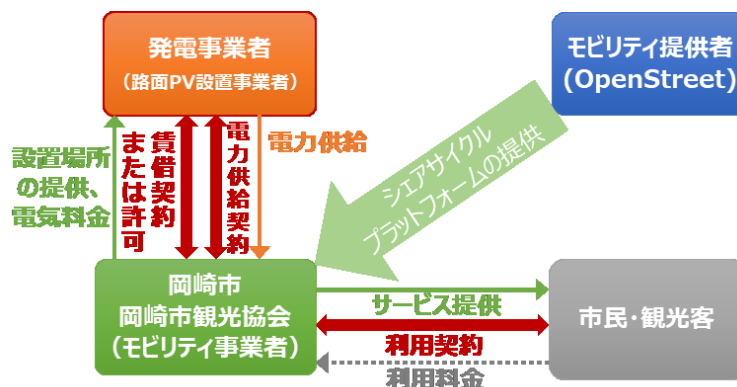 発電事業者
（路面PV設置事業者）
モビリティ提供者
(OpenStreet)
設置場所
の提供、
電気料金
賃借契約
または許可
電力供給契約
電力供給
シェアサイクル
プラットフォームの提供
岡崎市
岡崎市観光協会
（モビリティ事業者）
サービス提供
利用契約
利用料金
市民・観光客